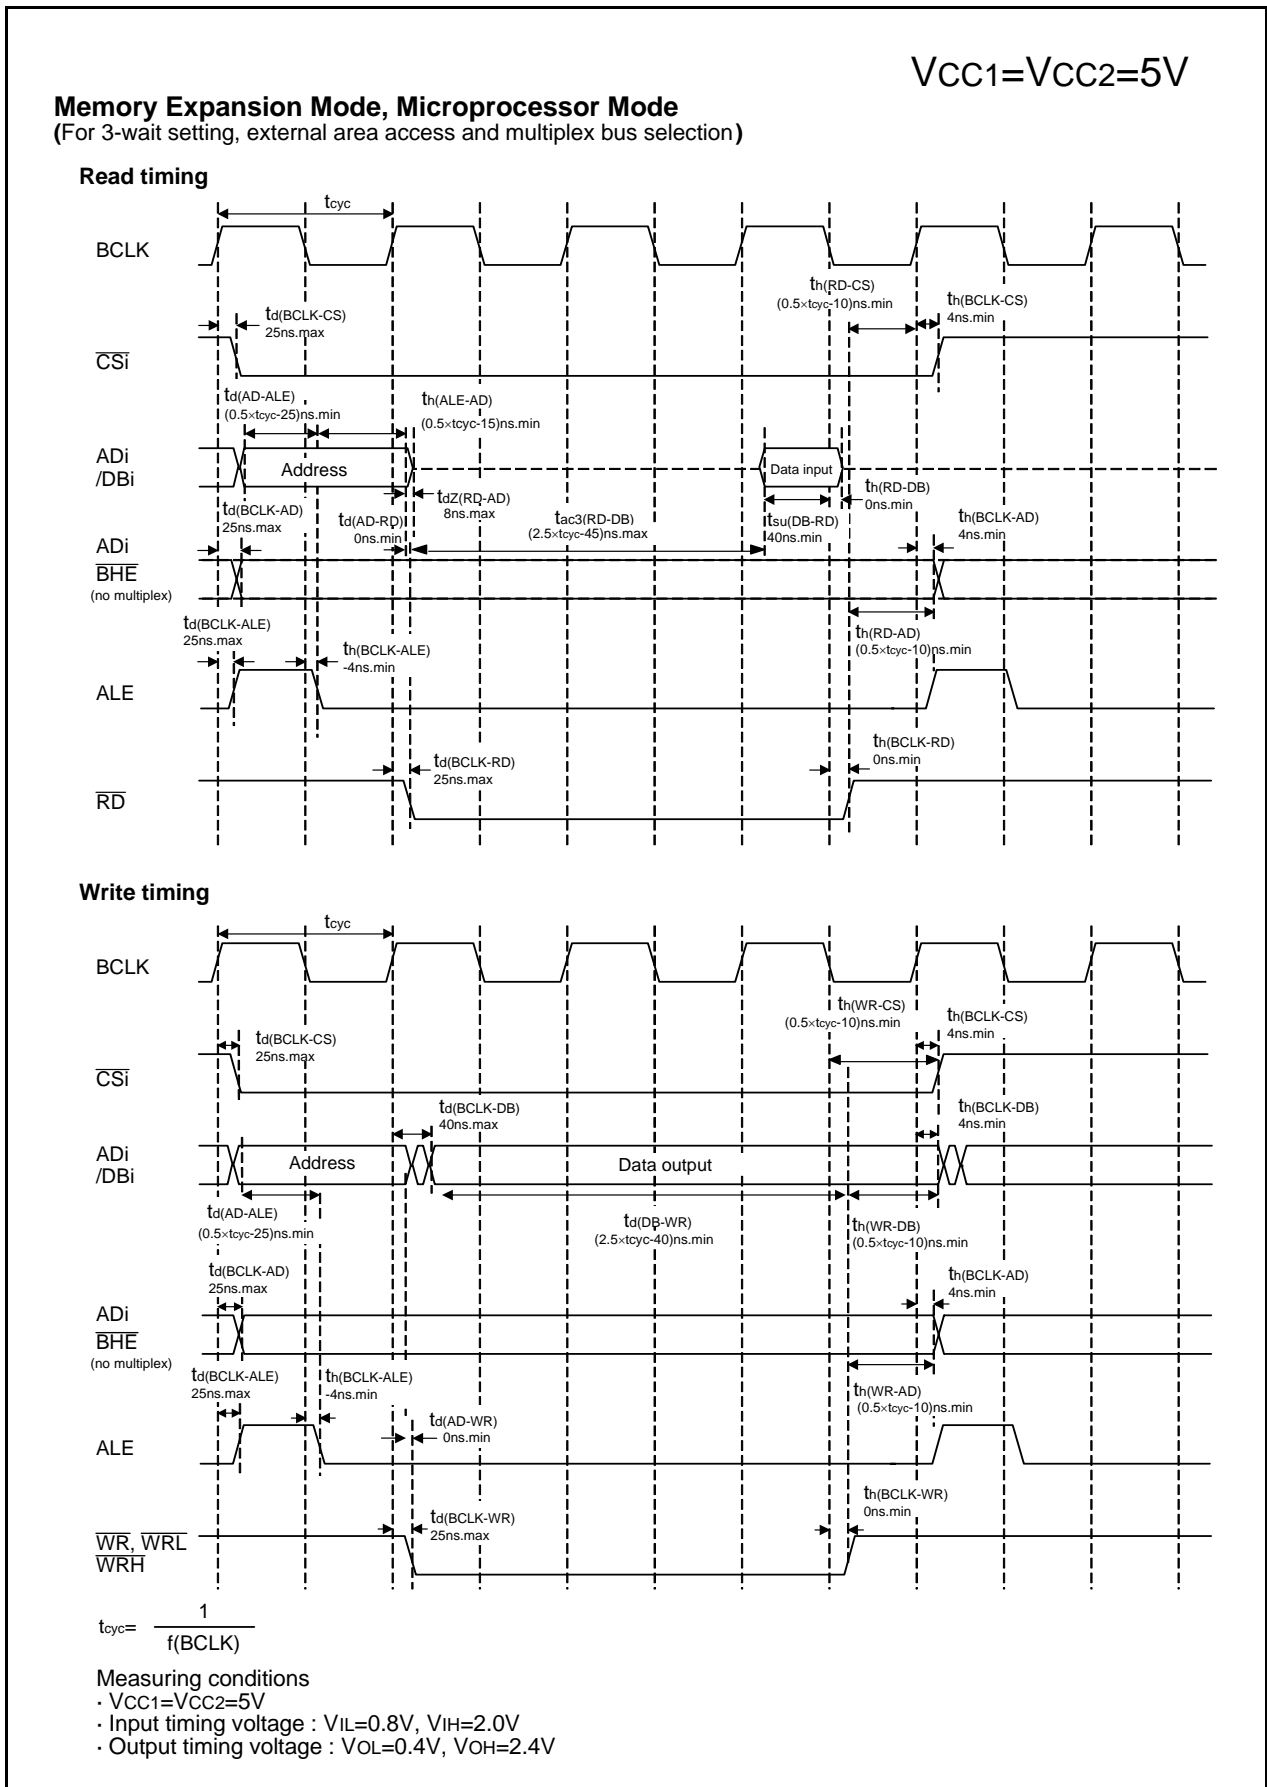 VCC1=VCC2=5V
Memory Expansion Mode, Microprocessor Mode
(For 3-wait setting, external area access and multiplex bus selection)
Read timing
tcyc
BCLK
th(RD-CS)
(0.5×tcyc-10)ns.min
th(BCLK-CS)
4ns.min
td(BCLK-CS)
25ns.max
CSi
td(AD-ALE)
(0.5×tcyc-25)ns.min
th(ALE-AD)
(0.5×tcyc-15)ns.min
ADi
/DBi
Address
Data input
td(BCLK-AD)
25ns.max
td(AD-RD)
0ns.min
tdZ(RD-AD)
8ns.max
tac3(RD-DB)
(2.5×tcyc-45)ns.max
tsu(DB-RD)
40ns.min
th(RD-DB)
0ns.min
th(BCLK-AD)
4ns.min
ADi
BHE
(no multiplex)
td(BCLK-ALE)
25ns.max
th(BCLK-ALE)
-4ns.min
th(RD-AD)
(0.5×tcyc-10)ns.min
ALE
td(BCLK-RD)
25ns.max
th(BCLK-RD)
0ns.min
RD
Write timing
tcyc
BCLK
th(WR-CS)
(0.5×tcyc-10)ns.min
th(BCLK-CS)
4ns.min
td(BCLK-CS)
25ns.max
CSi
td(BCLK-DB)
40ns.max
th(BCLK-DB)
4ns.min
ADi
/DBi
Address
Data output
td(AD-ALE)
(0.5×tcyc-25)ns.min
td(DB-WR)
(2.5×tcyc-40)ns.min
th(WR-DB)
(0.5×tcyc-10)ns.min
td(BCLK-AD)
25ns.max
th(BCLK-AD)
4ns.min
ADi
BHE
(no multiplex)
td(BCLK-ALE)
25ns.max
th(BCLK-ALE)
-4ns.min
th(WR-AD)
(0.5×tcyc-10)ns.min
td(AD-WR)
0ns.min
ALE
td(BCLK-WR)
25ns.max
th(BCLK-WR)
0ns.min
WR, WRL
WRH
tcyc= 1
f(BCLK)
Measuring conditions
· VCC1=VCC2=5V
· Input timing voltage : VIL=0.8V, VIH=2.0V
· Output timing voltage : VOL=0.4V, VOH=2.4V